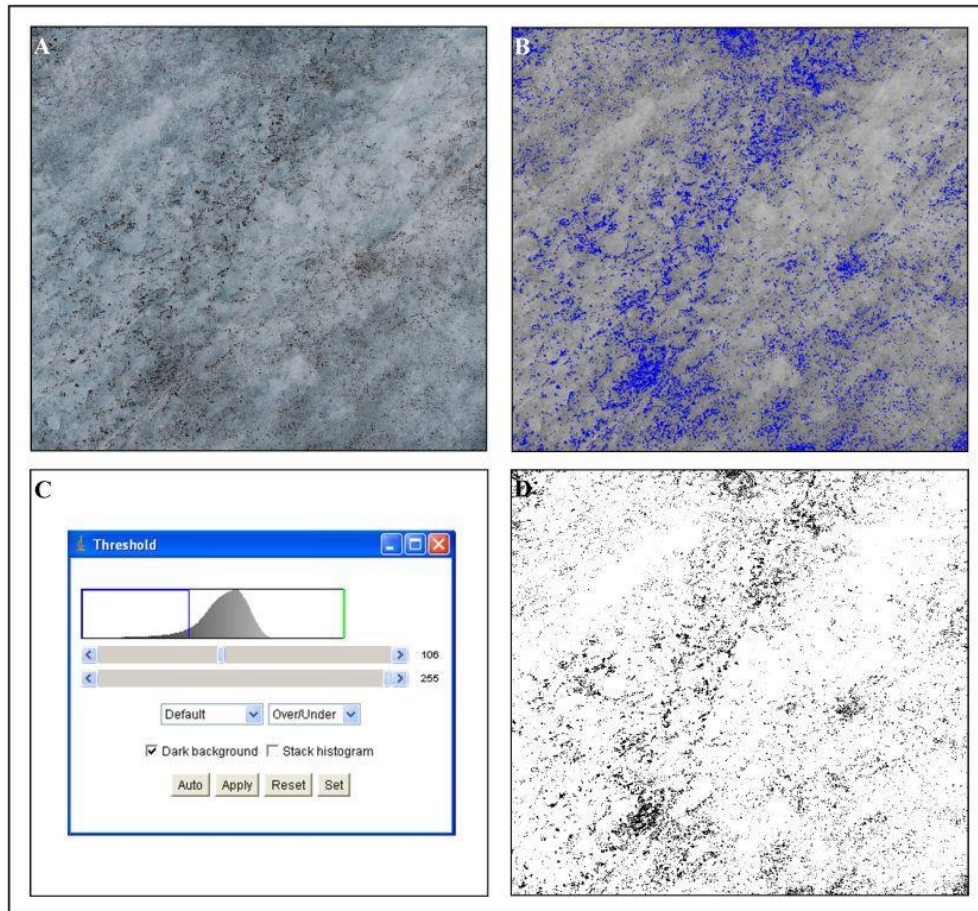 A
B
C
Threshold
106
255
Default Over/Under
Dark background Stack histogram
Auto Apply Reset Set
D